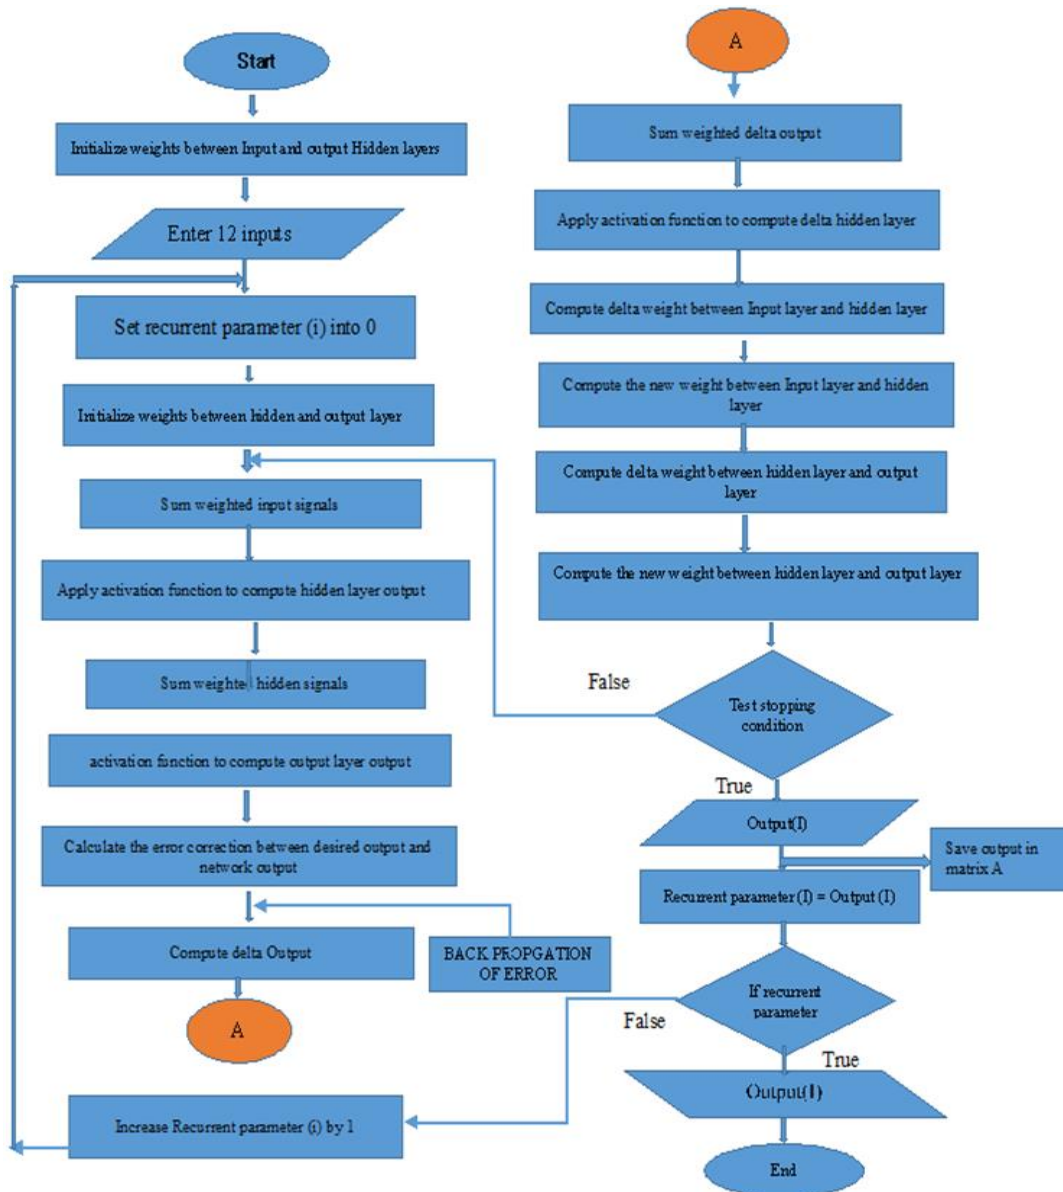 Start
Initialize weights between Input and output Hidden layers
Enter 12 inputs
Set recurrent parameter (i) into 0
Initialize weights between hidden and output layer
Sum weighted input signals
Apply activation function to compute hidden layer output
Sum weighted hidden signals
activation function to compute output layer output
Calculate the error correction between desired output and
network output
Compute delta Output
BACK PROPGATION
OF ERROR
A
Increase Recurrent parameter (i) by 1
A
Sum weighted delta output
Apply activation function to compute delta hidden layer
Compute delta weight between Input layer and hidden layer
Compute the new weight between Input layer and hidden
layer
Compute delta weight between hidden layer and output
layer
Compute the new weight between hidden layer and output layer
False
Test stopping
condition
True
Output(I)
Save output in
matrix A
Recurrent parameter (I) = Output (I)
If recurrent
parameter
False
True
Output(I)
End